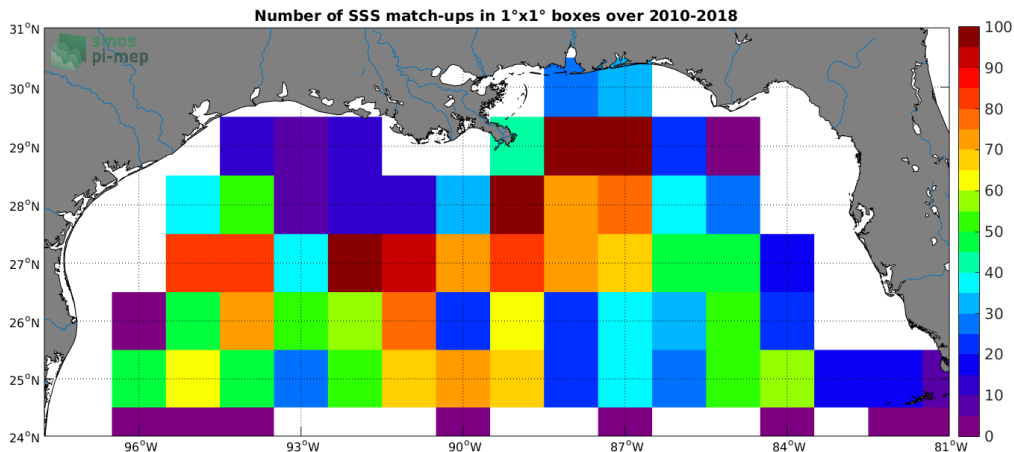 Number of SSS match-ups in 1°x1° boxes over 2010-2018
smos
pi-mep
31°N
30°N
29°N
28°N
27°N
26°N
25°N
24°N
96°W
93°W
90°W
87°W
84°W
81°W
100
90
80
70
60
50
40
30
20
10
0